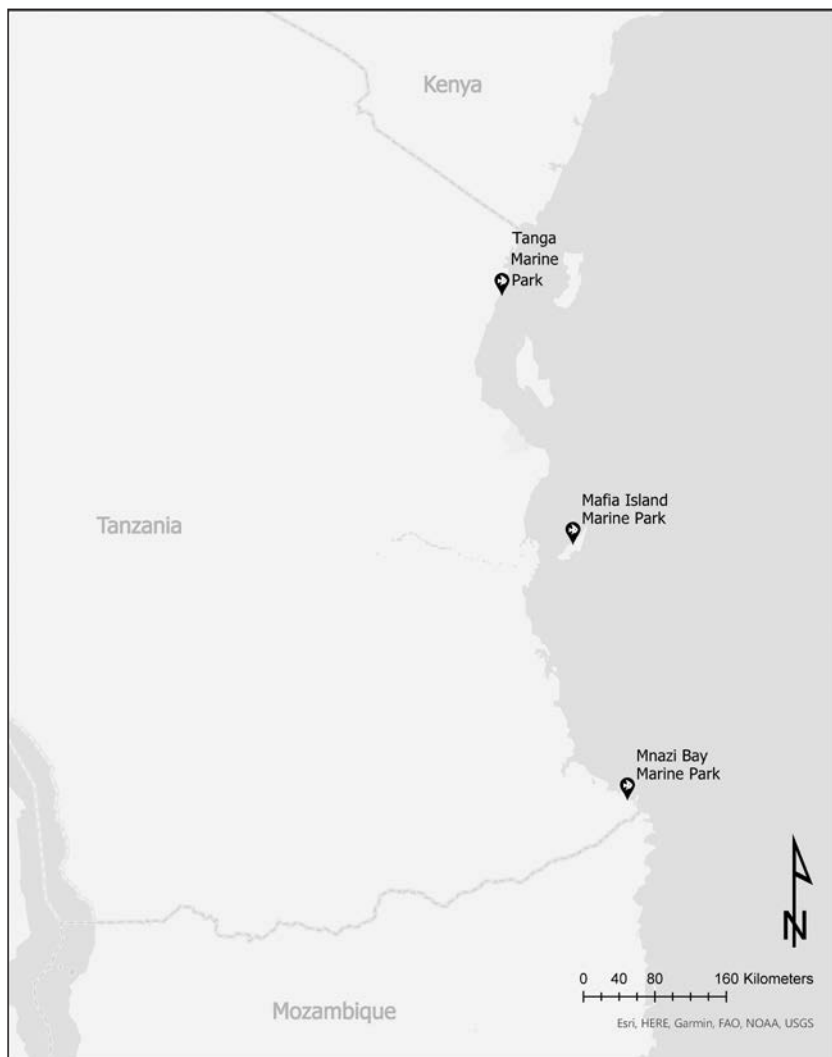 Kenya
Tanga
Marine
Park
Mafia Island
Marine Park
Tanzania
Mnazi Bay
Marine Park
N
0 40 80 160 Kilometers
Mozambique
Esri, HERE, Garmin, FAO, NOAA, USGS